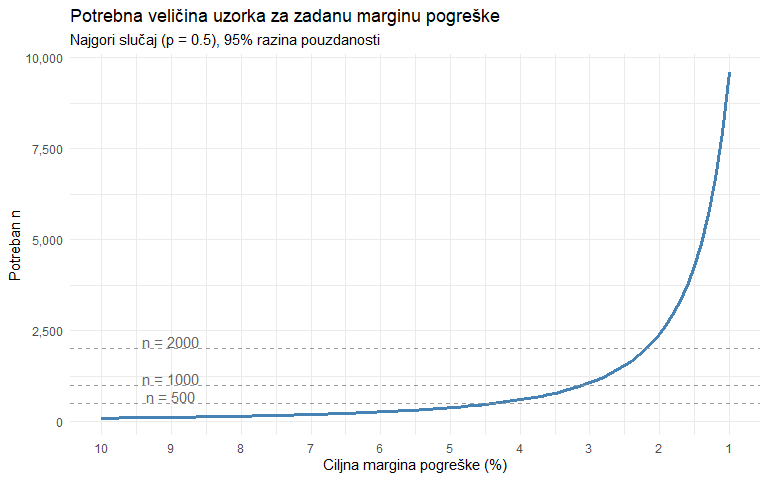 Potrebna veličina uzorka za zadanu marginu pogreške
Najgori slučaj (p = 0.5), 95% razina pouzdanosti
10,000
7,500
5,000
2,500
0
Potreban n
n = 2000
n = 1000
n = 500
10 9 8 7 6 5 4 3 2 1
Ciljna margina pogreške (%)